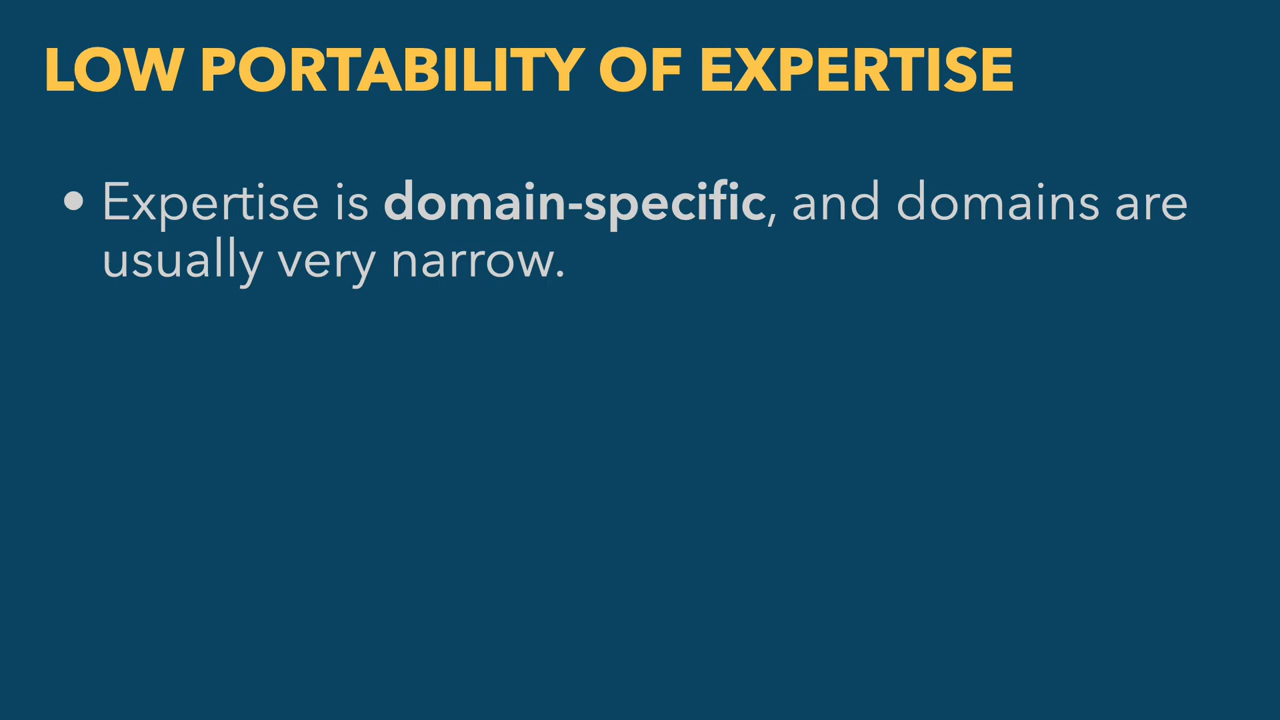 LOW PORTABILITY OF EXPERTISE
• Expertise is domain-specific, and domains are
usually very narrow.